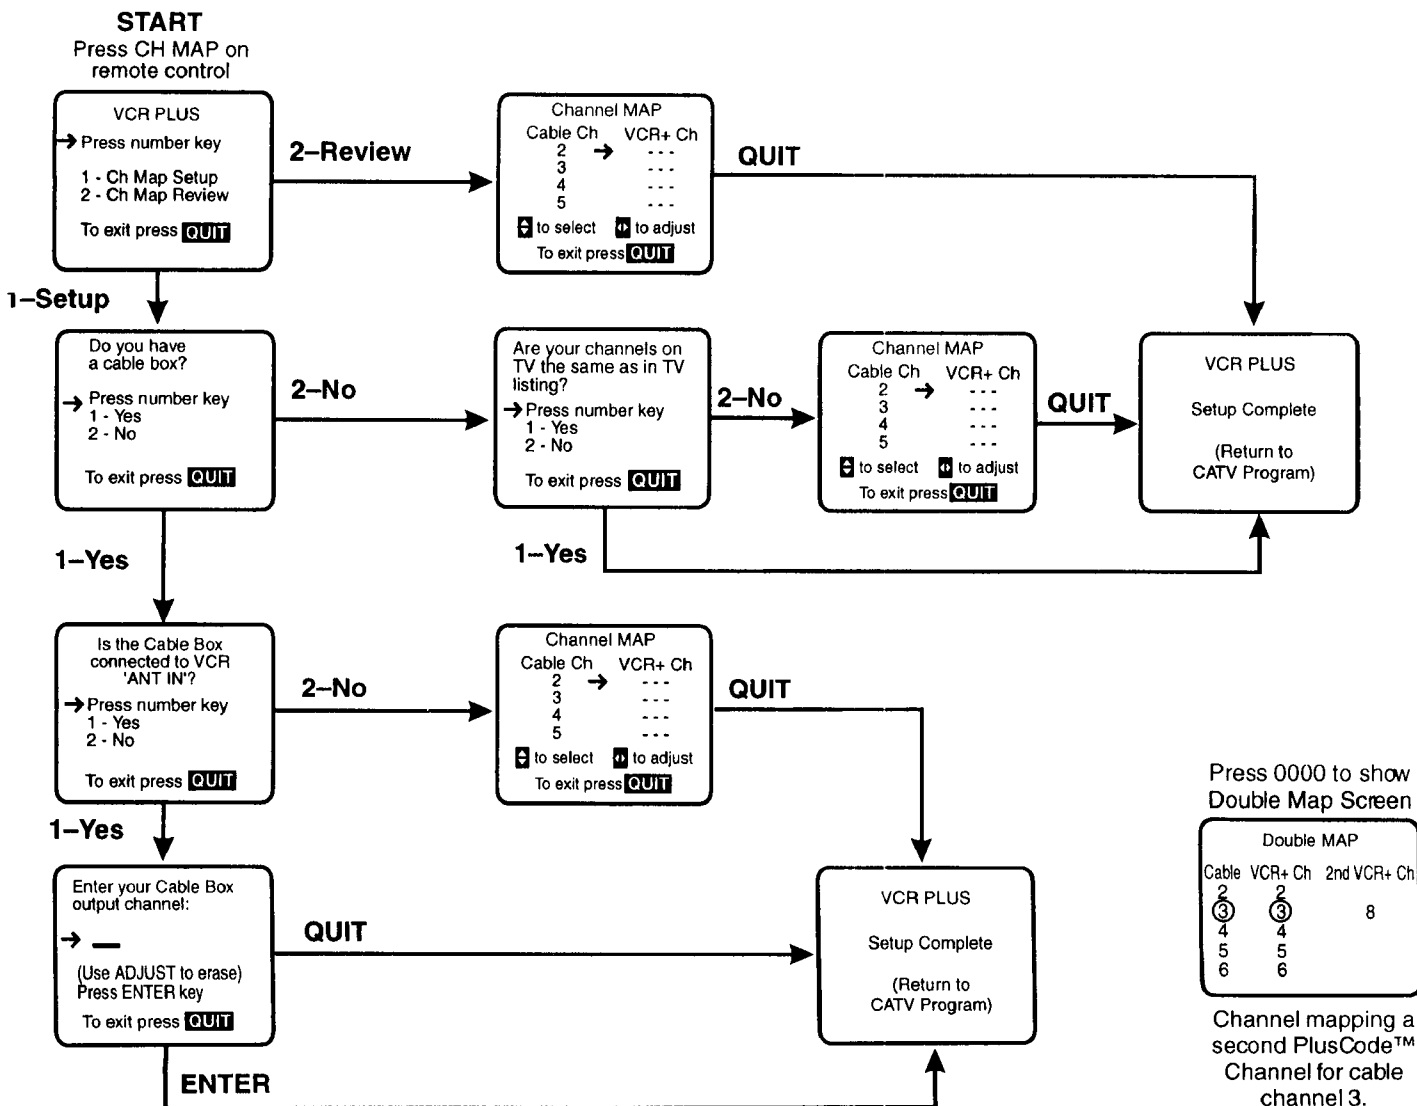 START
Press CH MAP on
remote control
VCR PLUS
→ Press number key
1 - Ch Map Setup
2 - Ch Map Review
To exit press QUIT
2–Review
Channel MAP
Cable Ch VCR+ Ch
2 → - - -
3 - - -
4 - - -
5 - - -
to select to adjust
To exit press QUIT
QUIT
1–Setup
Do you have
a cable box?
→ Press number key
1 - Yes
2 - No
To exit press QUIT
2–No
Are your channels on
TV the same as in TV
listing?
→ Press number key
1 - Yes
2 - No
To exit press QUIT
2–No
Channel MAP
Cable Ch VCR+ Ch
2 → - - -
3 - - -
4 - - -
5 - - -
to select to adjust
To exit press QUIT
QUIT
VCR PLUS
Setup Complete
(Return to
CATV Program)
1–Yes
1–Yes
Is the Cable Box
connected to VCR
'ANT IN'?
→ Press number key
1 - Yes
2 - No
To exit press QUIT
2–No
Channel MAP
Cable Ch VCR+ Ch
2 → - - -
3 - - -
4 - - -
5 - - -
to select to adjust
To exit press QUIT
QUIT
1–Yes
Enter your Cable Box
output channel:
→ __
(Use ADJUST to erase)
Press ENTER key
To exit press QUIT
QUIT
VCR PLUS
Setup Complete
(Return to
CATV Program)
ENTER
Press 0000 to show
Double Map Screen
Double MAP
Cable VCR+ Ch 2nd VCR+ Ch
2 2
3 3 8
4 4
5 5
6 6
Channel mapping a
second PlusCode™
Channel for cable
channel 3.